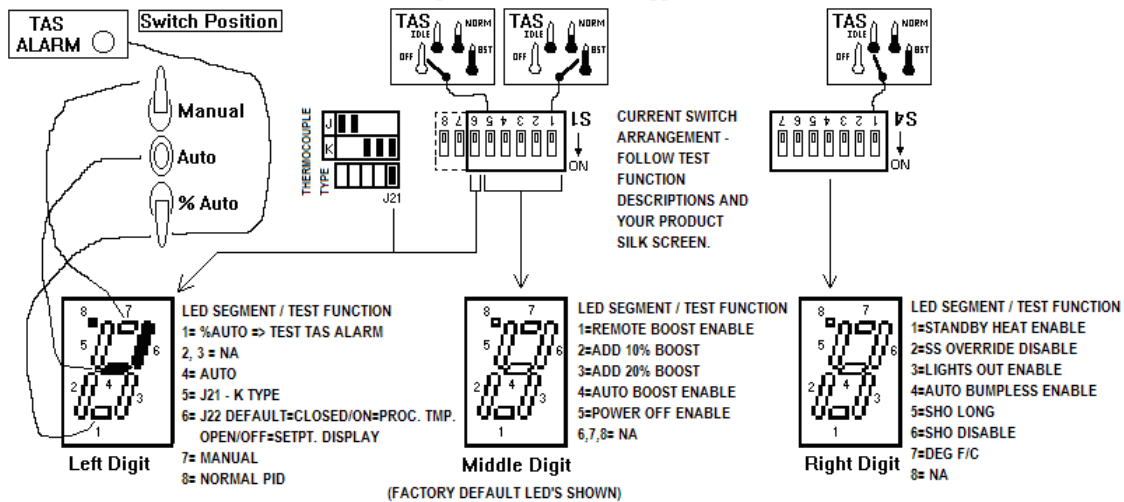 TAS
ALARM
Switch Position
Manual
Auto
% Auto
THERMOCOUPLE
TYPE
J
K
J21
TAS
IDLE
NORM
OFF
BST
TAS
IDLE
NORM
OFF
BST
8 7 6 5 4 3 2 1
S1
ON
CURRENT SWITCH
ARRANGEMENT -
FOLLOW TEST
FUNCTION
DESCRIPTIONS AND
YOUR PRODUCT
SILK SCREEN.
TAS
IDLE
NORM
OFF
BST
7 6 5 4 3 2 1
S4
ON
8
7
5
6
2
4
3
1
Left Digit
LED SEGMENT / TEST FUNCTION
1= %AUTO => TEST TAS ALARM
2, 3 = NA
4= AUTO
5= J21 - K TYPE
6= J22 DEFAULT=CLOSED/ON=PROC. TMP.
OPEN/OFF=SETPT. DISPLAY
7= MANUAL
8= NORMAL PID
8
7
5
6
2
4
3
1
Middle Digit
LED SEGMENT / TEST FUNCTION
1=REMOTE BOOST ENABLE
2=ADD 10% BOOST
3=ADD 20% BOOST
4=AUTO BOOST ENABLE
5=POWER OFF ENABLE
6,7,8= NA
8
7
5
6
2
4
3
1
Right Digit
LED SEGMENT / TEST FUNCTION
1=STANDBY HEAT ENABLE
2=SS OVERRIDE DISABLE
3=LIGHTS OUT ENABLE
4=AUTO BUMPLESS ENABLE
5=SHO LONG
6=SHO DISABLE
7=DEG F/C
8= NA
(FACTORY DEFAULT LED'S SHOWN)